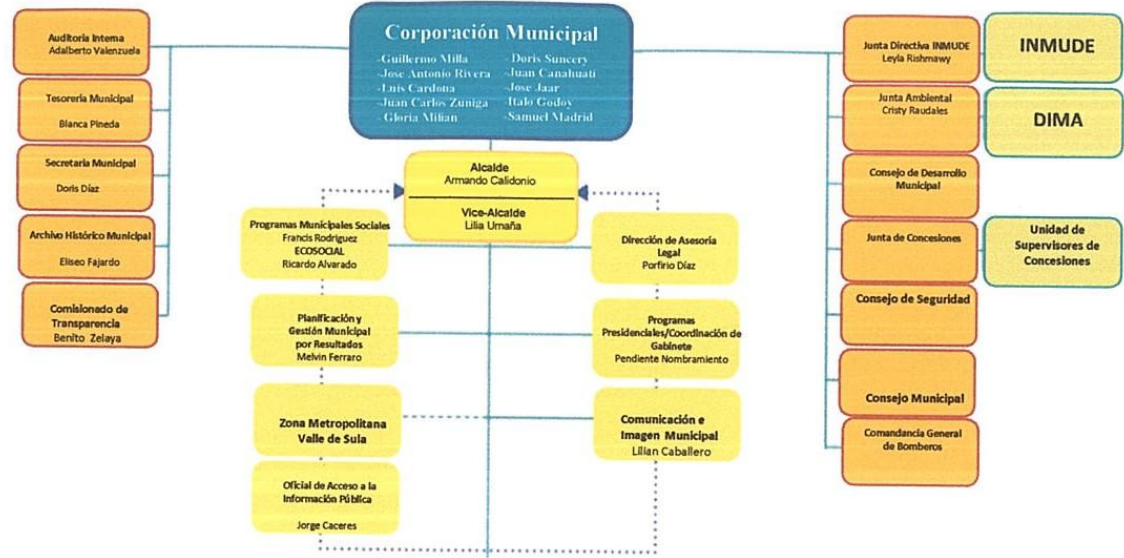 Corporación Municipal
-Guillermo Milla
-Jose Antonio Rivera
-Luis Cardona
-Juan Carlos Zuniga
-Gloria Milian
-Doris Suncery
-Juan Canahuati
-Jose Jaar
-Italo Godoy
-Samuel Madrid
Auditoria Interna
Adalberto Valenzuela
Tesorería Municipal
Blanca Pineda
Secretaria Municipal
Doris Díaz
Archivo Histórico Municipal
Eliseo Fajardo
Comisionado de
Transparencia
Benito Zelaya
Alcalde
Armando Calidonio
Vice-Alcalde
Lilia Umaña
Programas Municipales Sociales
Francis Rodriguez
ECOSOCIAL
Ricardo Alvarado
Planificación y
Gestión Municipal
por Resultados
Melvin Ferraro
Zona Metropolitana
Valle de Sula
Oficial de Acceso a la
Información Pública
Jorge Caceres
Dirección de Asesoría
Legal
Porfirio Díaz
Programas
Presidenciales/Coordinación de
Gabinete
Pendiente Nombramiento
Comunicación e
Imagen Municipal
Lilian Caballero
Junta Directiva INMUDE
Leyla Rishmawy
INMUDE
Junta Ambiental
Cristy Raudales
DIMA
Consejo de Desarrollo
Municipal
Junta de Concesiones
Unidad de
Supervisores de
Concesiones
Consejo de Seguridad
Consejo Municipal
Comandancia General
de Bomberos